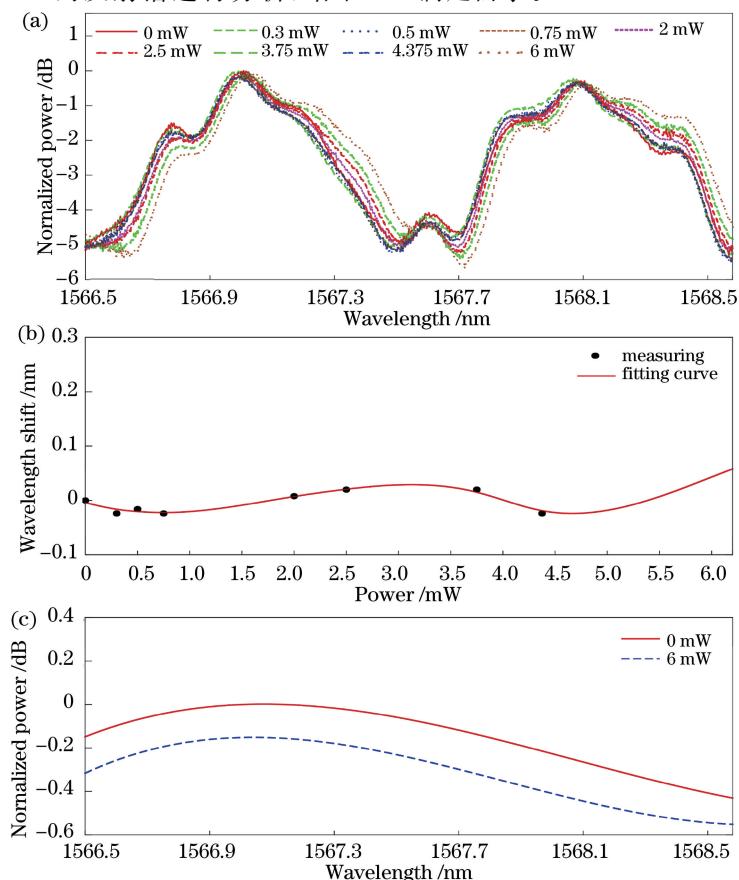 (a)
0 mW 0.3 mW 0.5 mW 0.75 mW 2 mW
2.5 mW 3.75 mW 4.375 mW 6 mW
Normalized power /dB
1
0
−1
−2
−3
−4
−5
−6
1566.5 1566.9 1567.3 1567.7 1568.1 1568.5
Wavelength /nm
(b)
measuring
fitting curve
Wavelength shift /nm
0.3
0.2
0.1
0
−0.1
0 0.5 1.0 1.5 2.0 2.5 3.0 3.5 4.0 4.5 5.0 5.5 6.0
Power /mW
(c)
0 mW
6 mW
Normalized power /dB
0.4
0.2
0
−0.2
−0.4
−0.6
1566.5 1566.9 1567.3 1567.7 1568.1 1568.5
Wavelength /nm